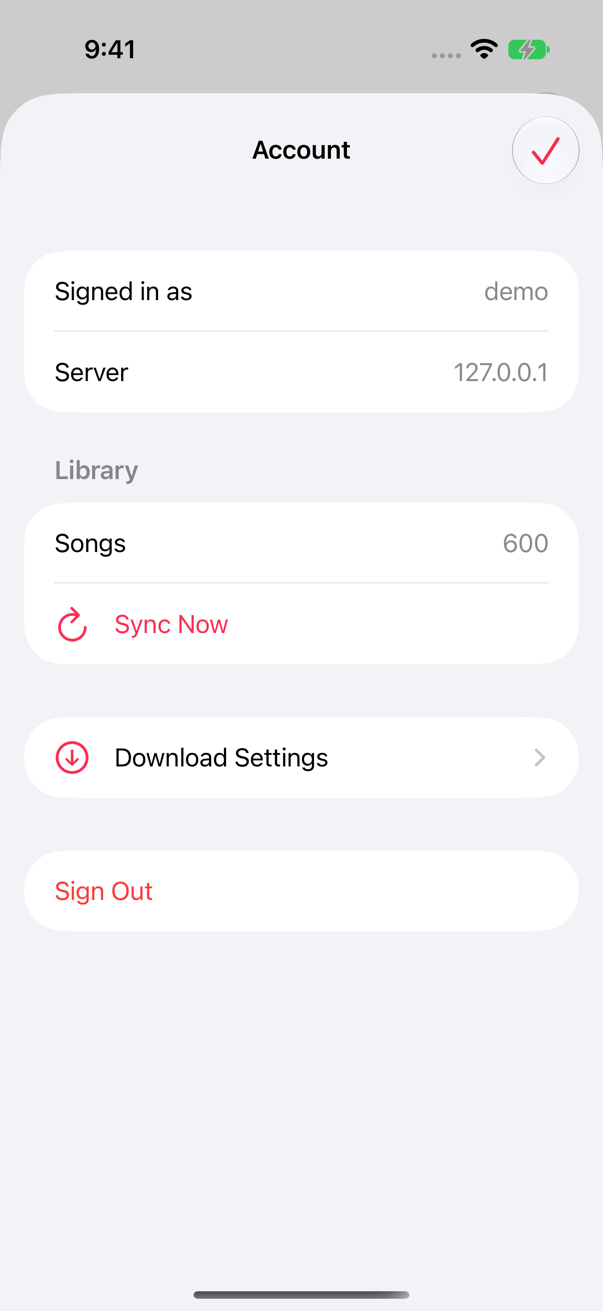 9:41
Account
Signed in as demo
Server 127.0.0.1
Library
Songs 600
Sync Now
Download Settings
Sign Out